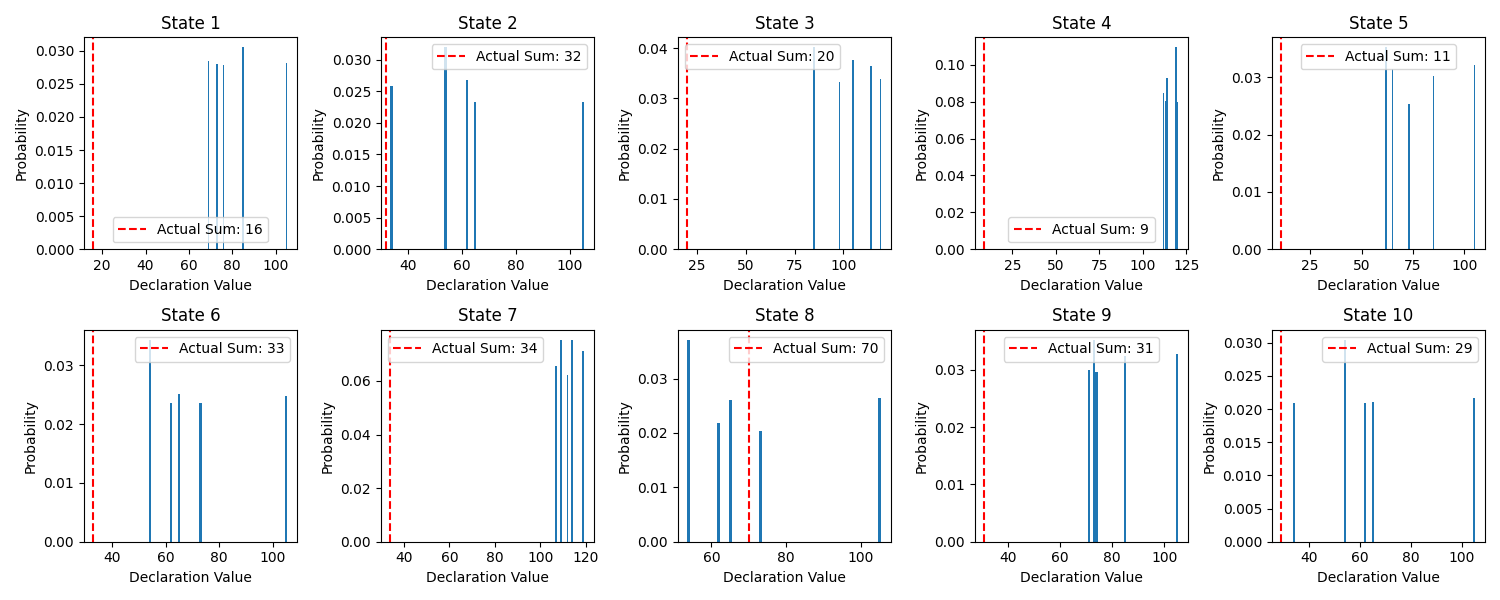 State 1
0.030
0.025
0.020
0.015
0.010
0.005
0.000
Probability
Actual Sum: 16
20 40 60 80 100
Declaration Value
State 2
0.030
0.025
0.020
0.015
0.010
0.005
0.000
Probability
Actual Sum: 32
40 60 80 100
Declaration Value
State 3
0.04
0.03
0.02
0.01
0.00
Probability
Actual Sum: 20
25 50 75 100
Declaration Value
State 4
0.10
0.08
0.06
0.04
0.02
0.00
Probability
Actual Sum: 9
25 50 75 100 125
Declaration Value
State 5
0.03
0.02
0.01
0.00
Probability
Actual Sum: 11
25 50 75 100
Declaration Value
State 6
0.03
0.02
0.01
0.00
Probability
Actual Sum: 33
40 60 80 100
Declaration Value
State 7
0.06
0.04
0.02
0.00
Probability
Actual Sum: 34
40 60 80 100 120
Declaration Value
State 8
0.03
0.02
0.01
0.00
Probability
Actual Sum: 70
60 80 100
Declaration Value
State 9
0.03
0.02
0.01
0.00
Probability
Actual Sum: 31
40 60 80 100
Declaration Value
State 10
0.030
0.025
0.020
0.015
0.010
0.005
0.000
Probability
Actual Sum: 29
40 60 80 100
Declaration Value